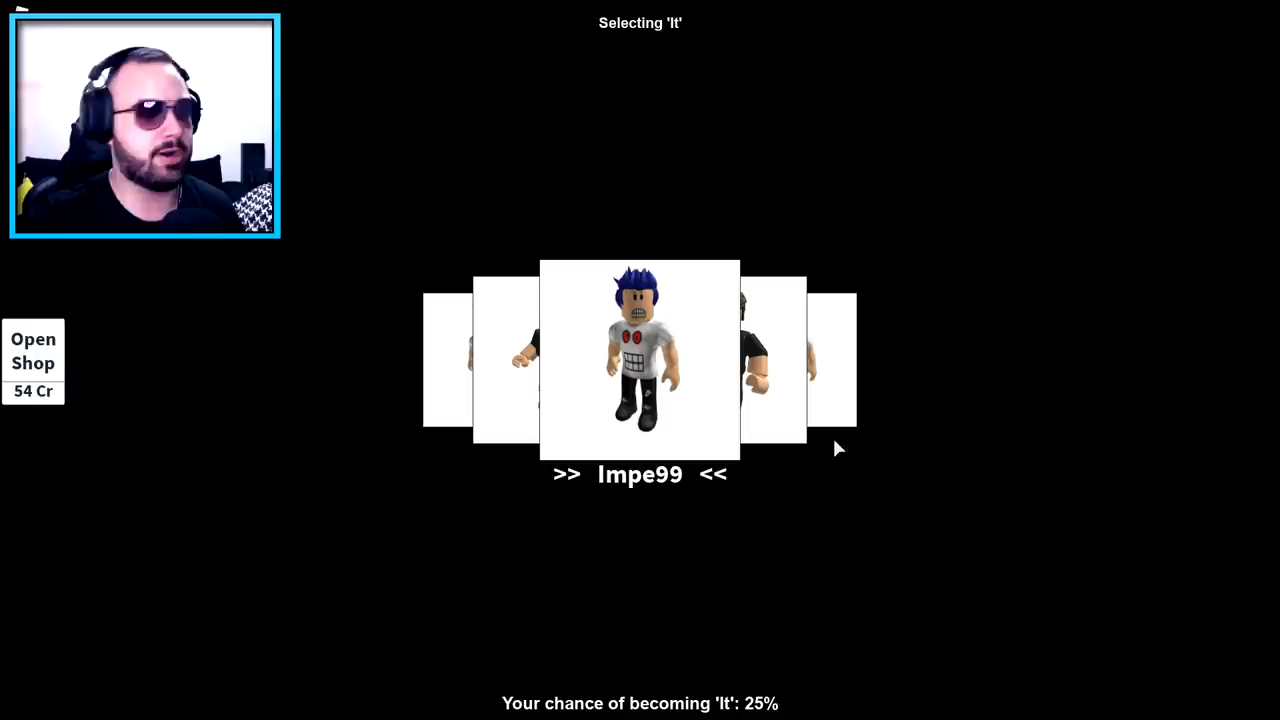 Selecting 'It'
Open
Shop
54 Cr
>> Impe99 <<
Your chance of becoming 'It': 25%